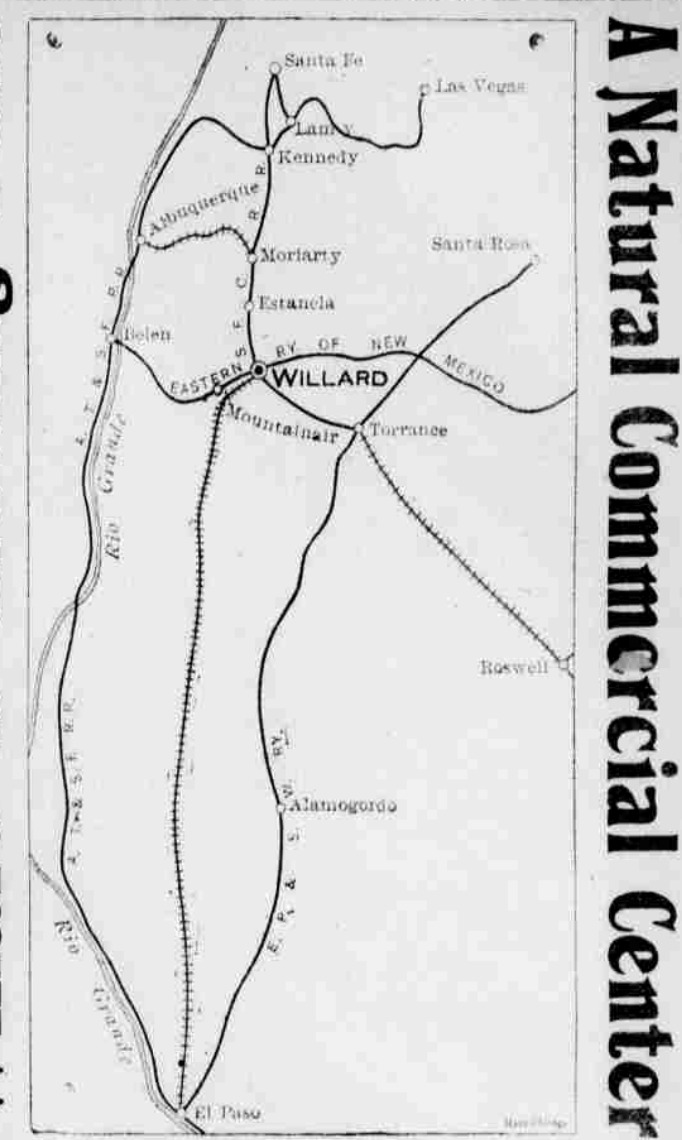 A Natural Commercial Center
Santa Fe
Las Vegas
Lamy
Kennedy
Albuquerque
S. F. C. R. R.
Moriarty
Santa Rosa
Estancia
Belen
A. T. & S. F. R. R.
EASTERN RY OF NEW MEXICO
WILLARD
Mountainair
Torrance
Rio Grande
Roswell
A. T. & S. F. R. R.
Alamogordo
E. P. & S. W. RY.
Rio Grande
El Paso